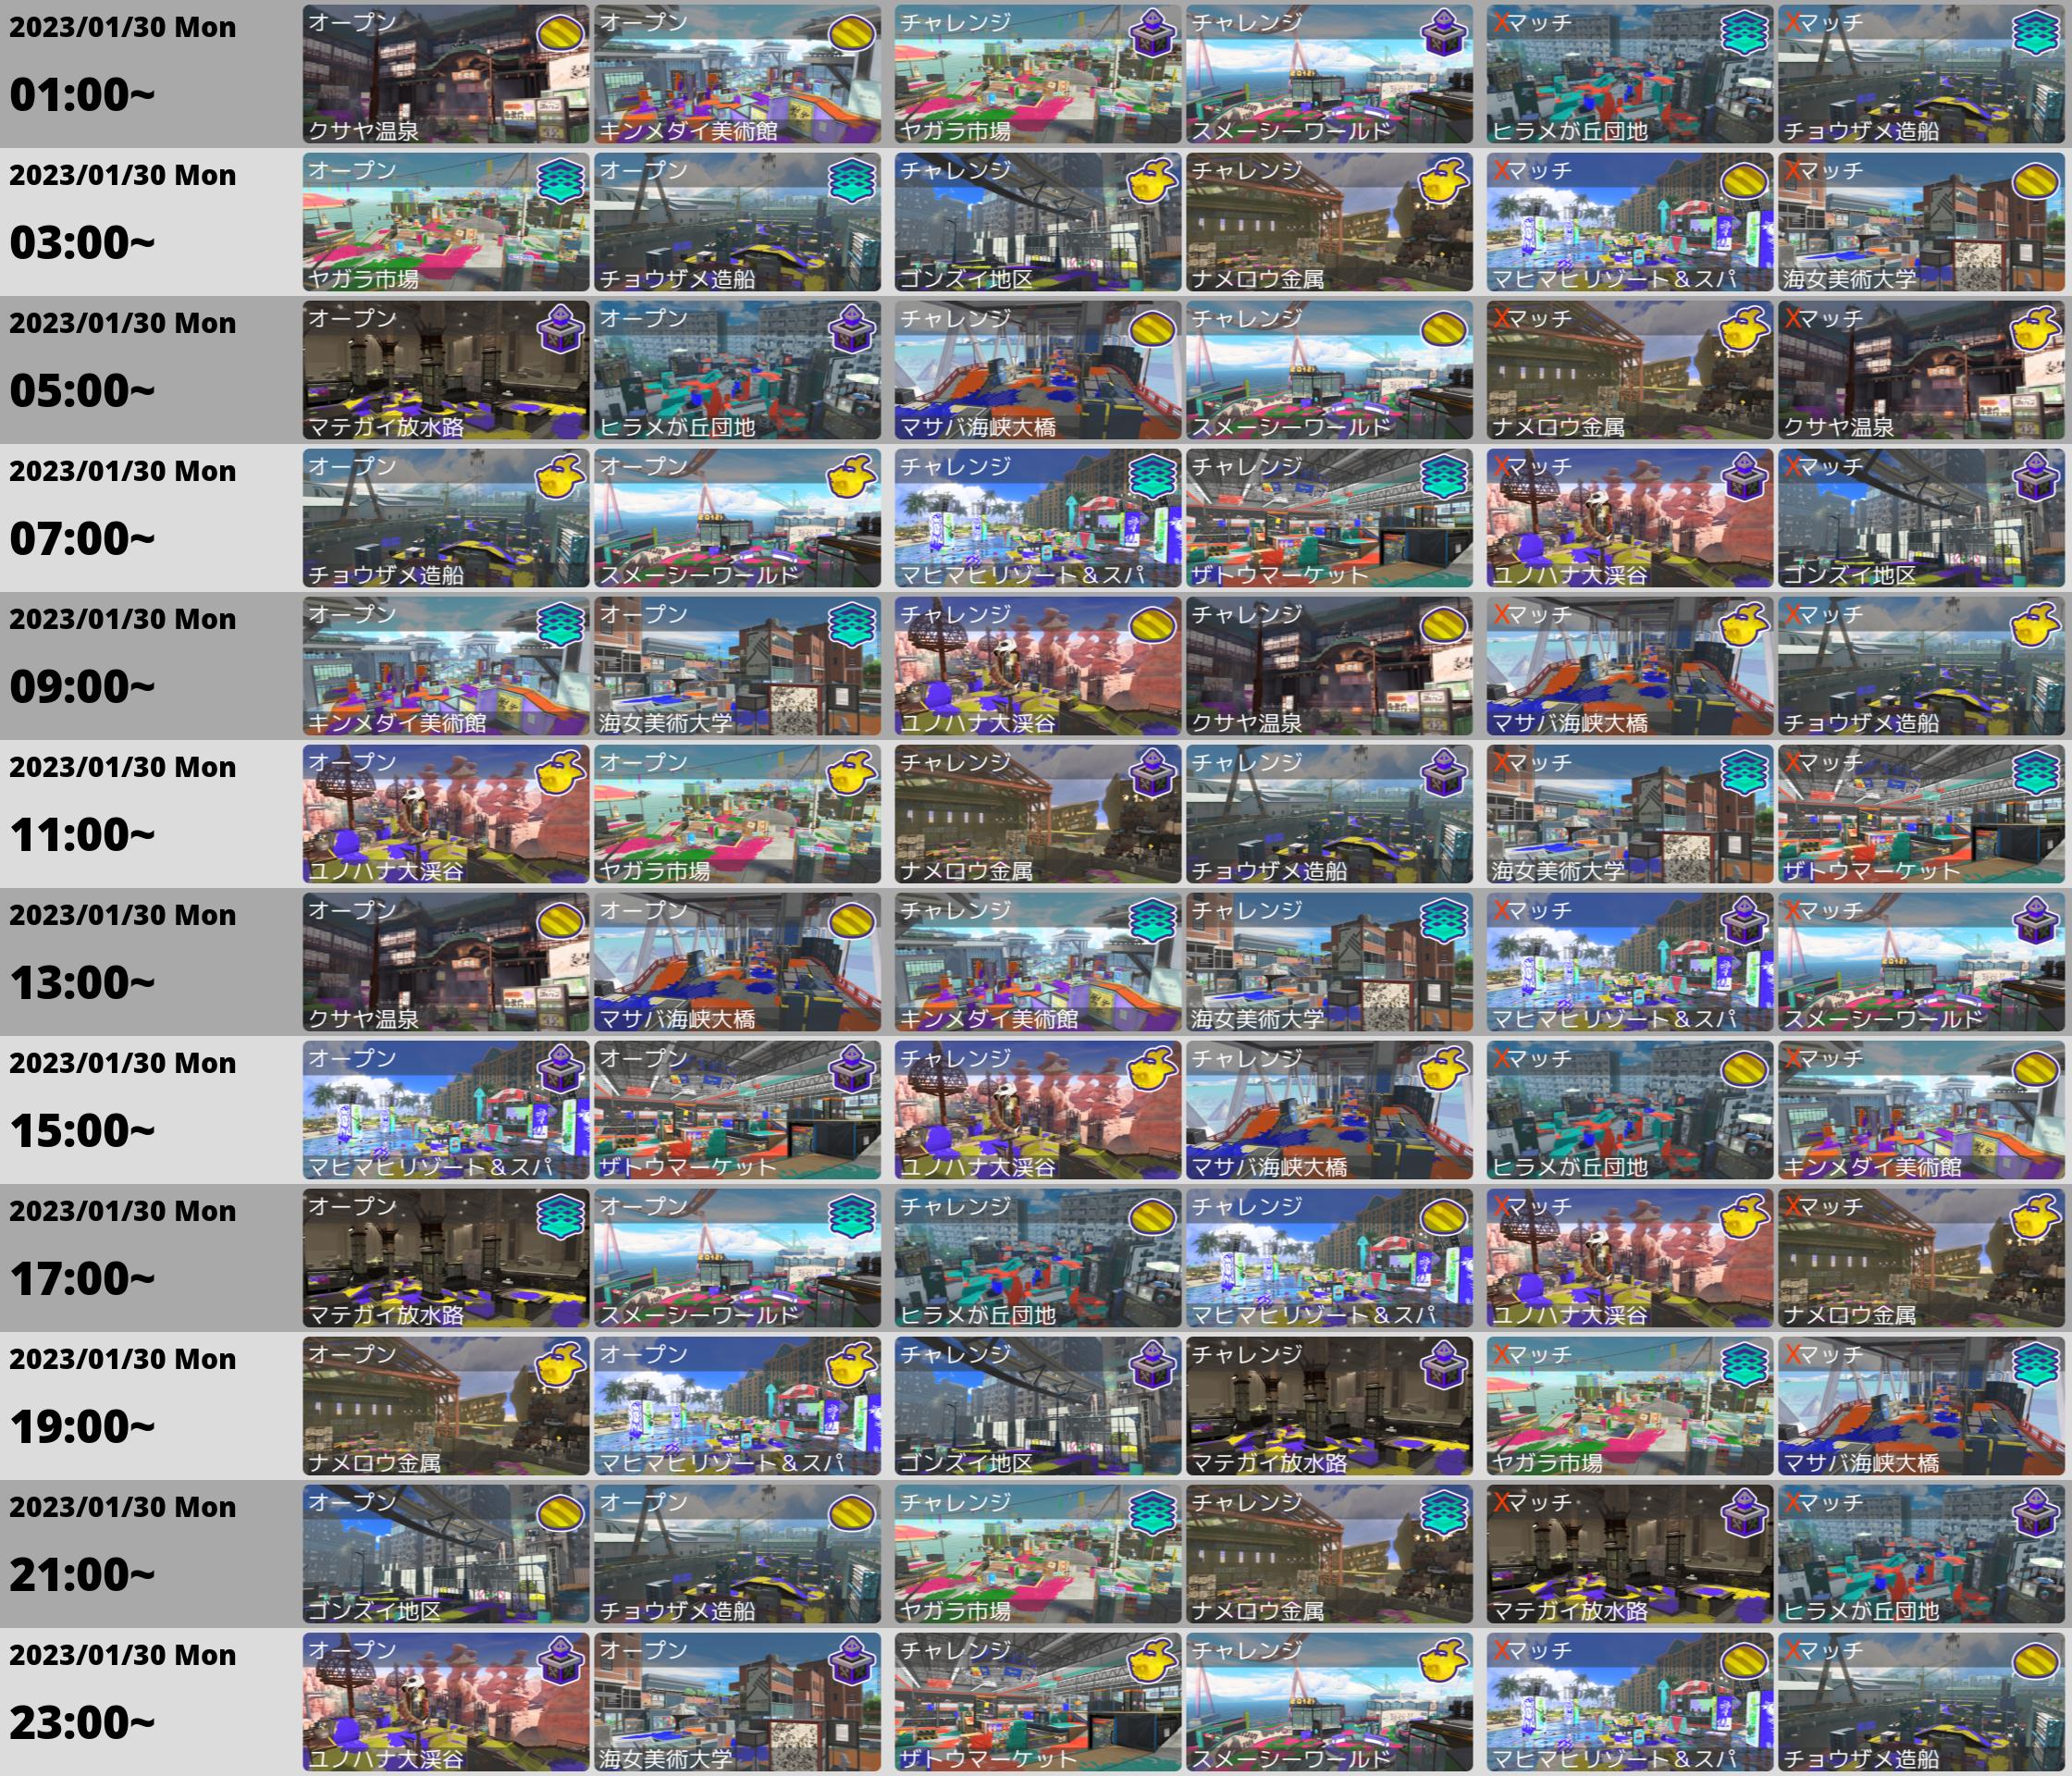 2023/01/30 Mon
01:00~
オープン
オープン
チャレンジ
チャレンジ
Xマッチ
Xマッチ
クサヤ温泉
キンメダイ美術館
ヤガラ市場
スメーシーワールド
ヒラメが丘団地
チョウザメ造船
2023/01/30 Mon
03:00~
オープン
オープン
チャレンジ
チャレンジ
Xマッチ
Xマッチ
ヤガラ市場
チョウザメ造船
ゴンズイ地区
ナメロウ金属
マヒマヒリゾート＆スパ
海女美術大学
2023/01/30 Mon
05:00~
オープン
オープン
チャレンジ
チャレンジ
Xマッチ
Xマッチ
マテガイ放水路
ヒラメが丘団地
マサバ海峡大橋
スメーシーワールド
ナメロウ金属
クサヤ温泉
2023/01/30 Mon
07:00~
オープン
オープン
チャレンジ
チャレンジ
Xマッチ
Xマッチ
チョウザメ造船
スメーシーワールド
マヒマヒリゾート＆スパ
ザトウマーケット
ユノハナ大渓谷
ゴンズイ地区
2023/01/30 Mon
09:00~
オープン
オープン
チャレンジ
チャレンジ
Xマッチ
Xマッチ
キンメダイ美術館
海女美術大学
ユノハナ大渓谷
クサヤ温泉
マサバ海峡大橋
チョウザメ造船
2023/01/30 Mon
11:00~
オープン
オープン
チャレンジ
チャレンジ
Xマッチ
Xマッチ
ユノハナ大渓谷
ヤガラ市場
ナメロウ金属
チョウザメ造船
海女美術大学
ザトウマーケット
2023/01/30 Mon
13:00~
オープン
オープン
チャレンジ
チャレンジ
Xマッチ
Xマッチ
クサヤ温泉
マサバ海峡大橋
キンメダイ美術館
海女美術大学
マヒマヒリゾート＆スパ
スメーシーワールド
2023/01/30 Mon
15:00~
オープン
オープン
チャレンジ
チャレンジ
Xマッチ
Xマッチ
マヒマヒリゾート＆スパ
ザトウマーケット
ユノハナ大渓谷
マサバ海峡大橋
ヒラメが丘団地
キンメダイ美術館
2023/01/30 Mon
17:00~
オープン
オープン
チャレンジ
チャレンジ
Xマッチ
Xマッチ
マテガイ放水路
スメーシーワールド
ヒラメが丘団地
マヒマヒリゾート＆スパ
ユノハナ大渓谷
ナメロウ金属
2023/01/30 Mon
19:00~
オープン
オープン
チャレンジ
チャレンジ
Xマッチ
Xマッチ
ナメロウ金属
マヒマヒリゾート＆スパ
ゴンズイ地区
マテガイ放水路
ヤガラ市場
マサバ海峡大橋
2023/01/30 Mon
21:00~
オープン
オープン
チャレンジ
チャレンジ
Xマッチ
Xマッチ
ゴンズイ地区
チョウザメ造船
ヤガラ市場
ナメロウ金属
マテガイ放水路
ヒラメが丘団地
2023/01/30 Mon
23:00~
オープン
オープン
チャレンジ
チャレンジ
Xマッチ
Xマッチ
ユノハナ大渓谷
海女美術大学
ザトウマーケット
スメーシーワールド
マヒマヒリゾート＆スパ
チョウザメ造船